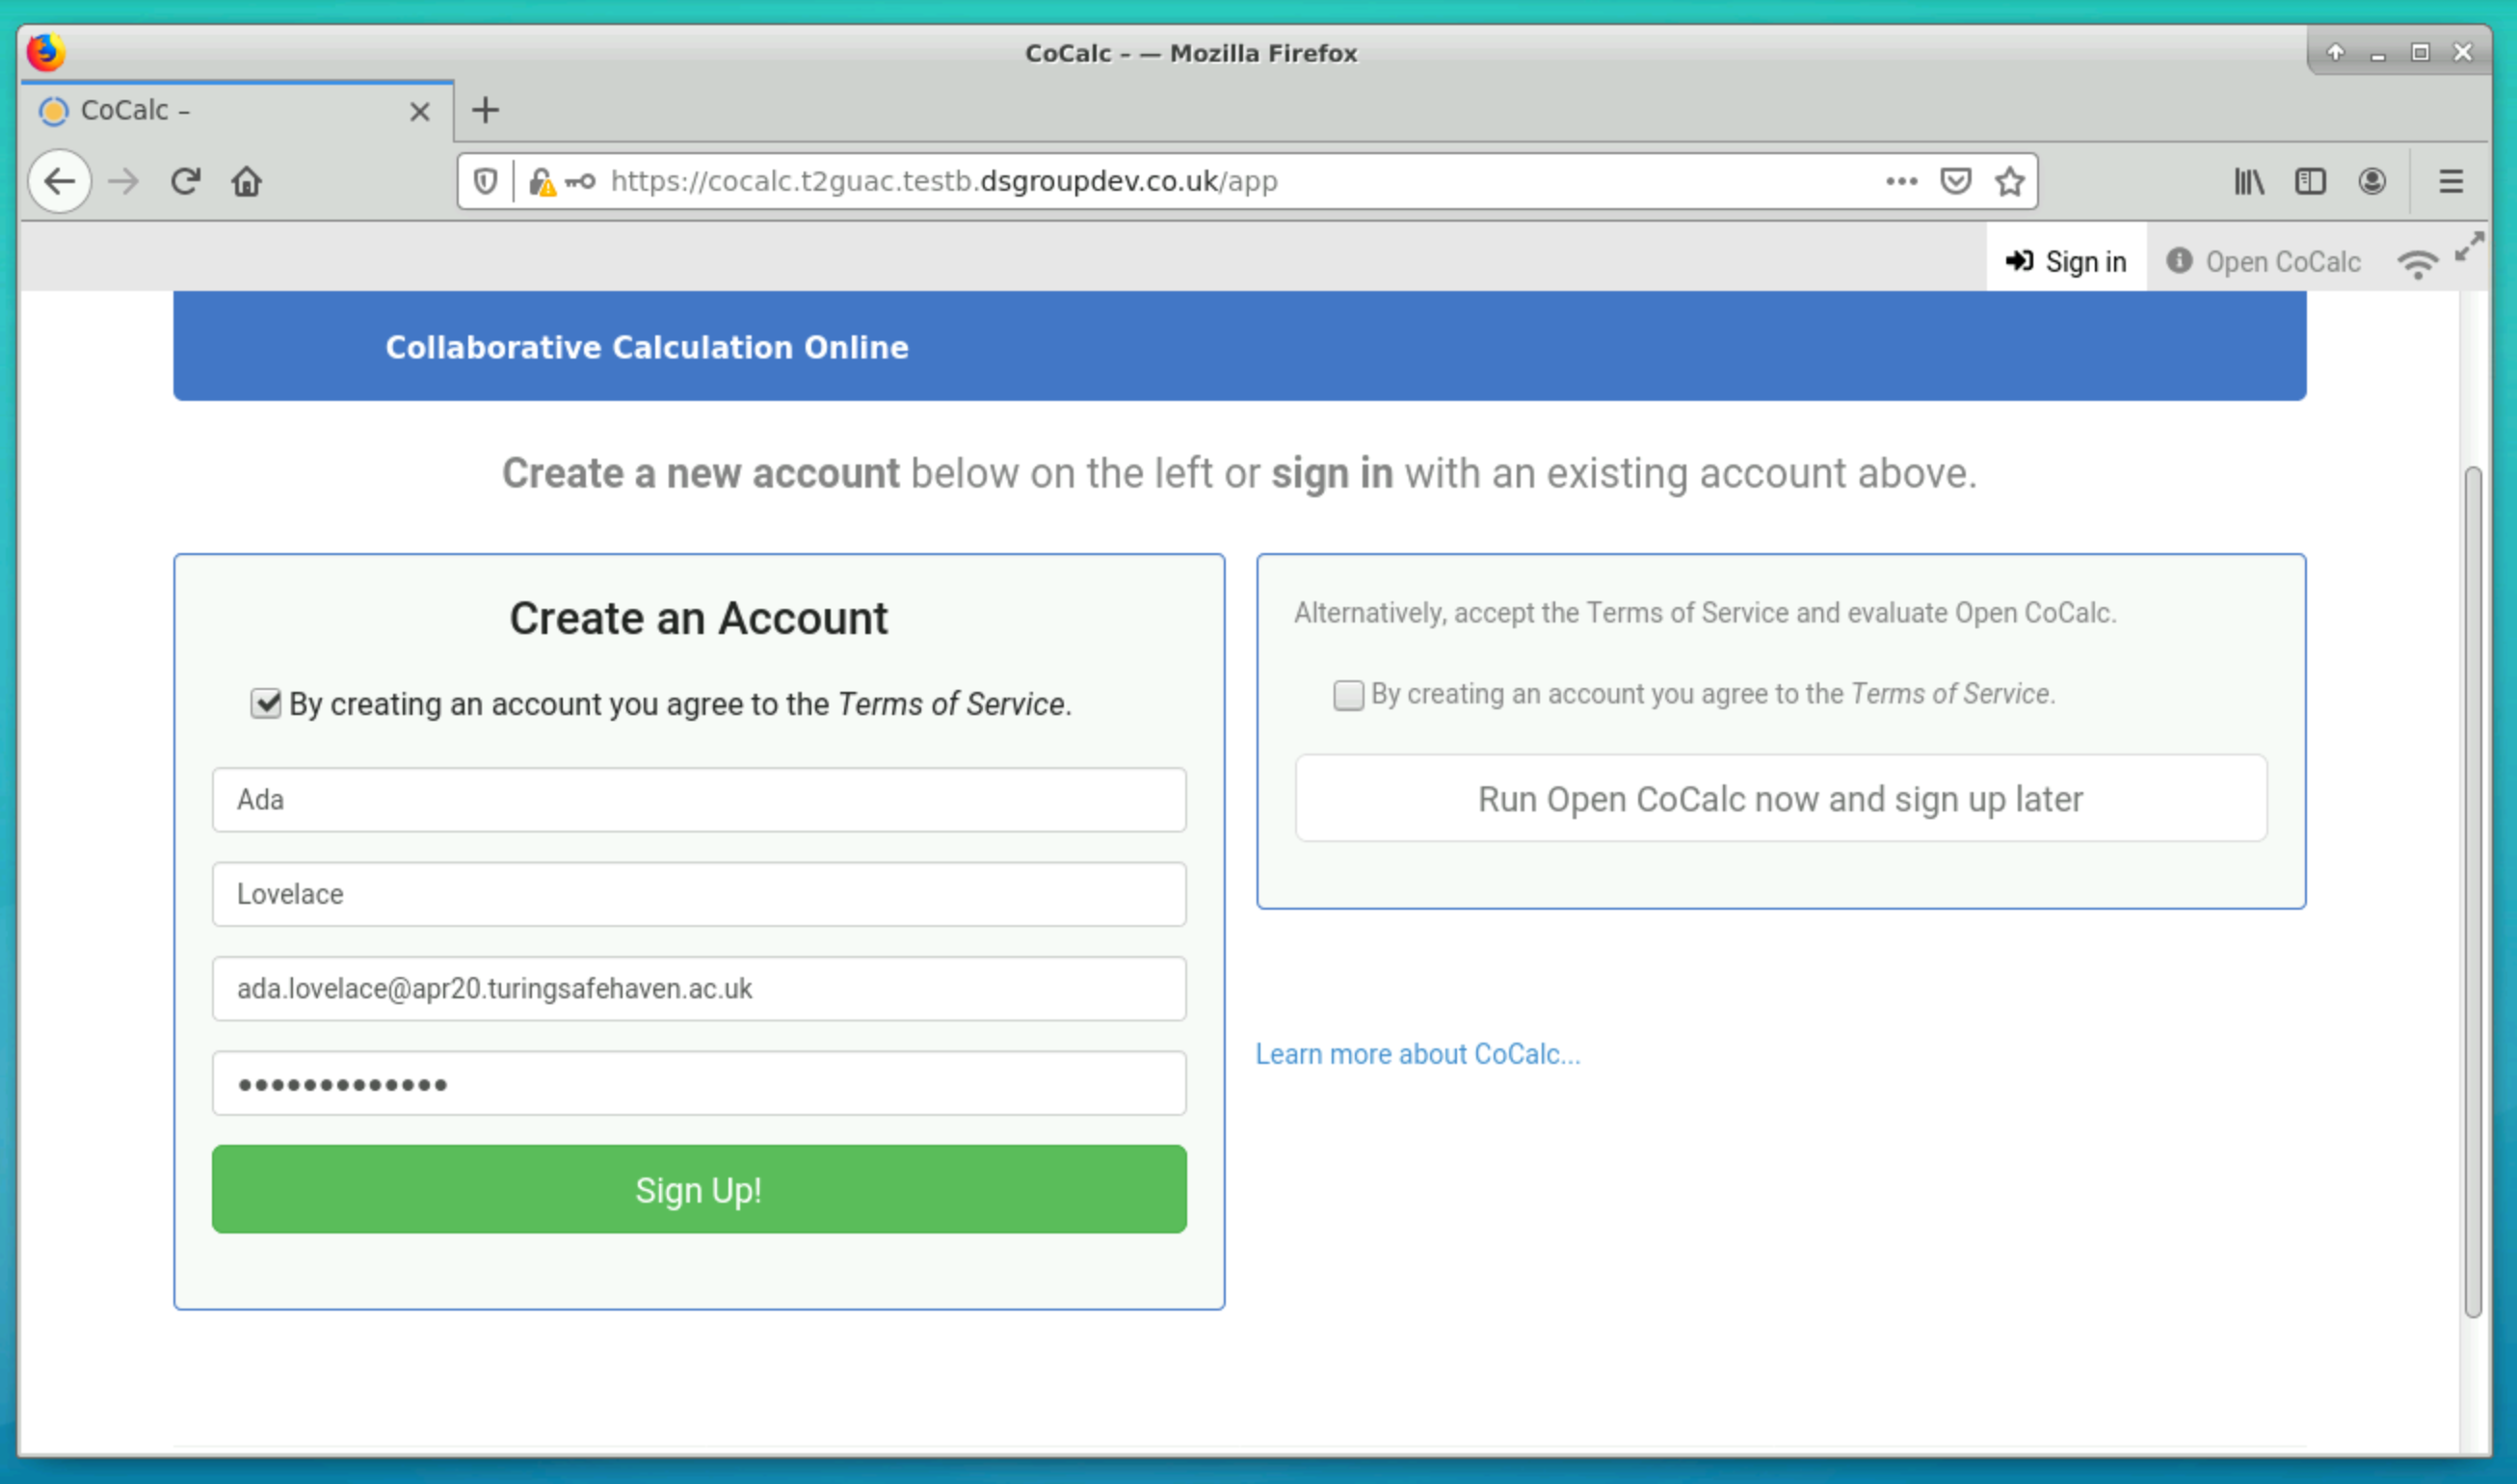 CoCalc – — Mozilla Firefox
CoCalc –
https://cocalc.t2guac.testb.dsgroupdev.co.uk/app
Sign in
Open CoCalc
Collaborative Calculation Online
Create a new account below on the left or sign in with an existing account above.
Create an Account
By creating an account you agree to the Terms of Service.
Ada
Lovelace
ada.lovelace@apr20.turingsafehaven.ac.uk
•••••••••••••
Sign Up!
Alternatively, accept the Terms of Service and evaluate Open CoCalc.
By creating an account you agree to the Terms of Service.
Run Open CoCalc now and sign up later
Learn more about CoCalc...